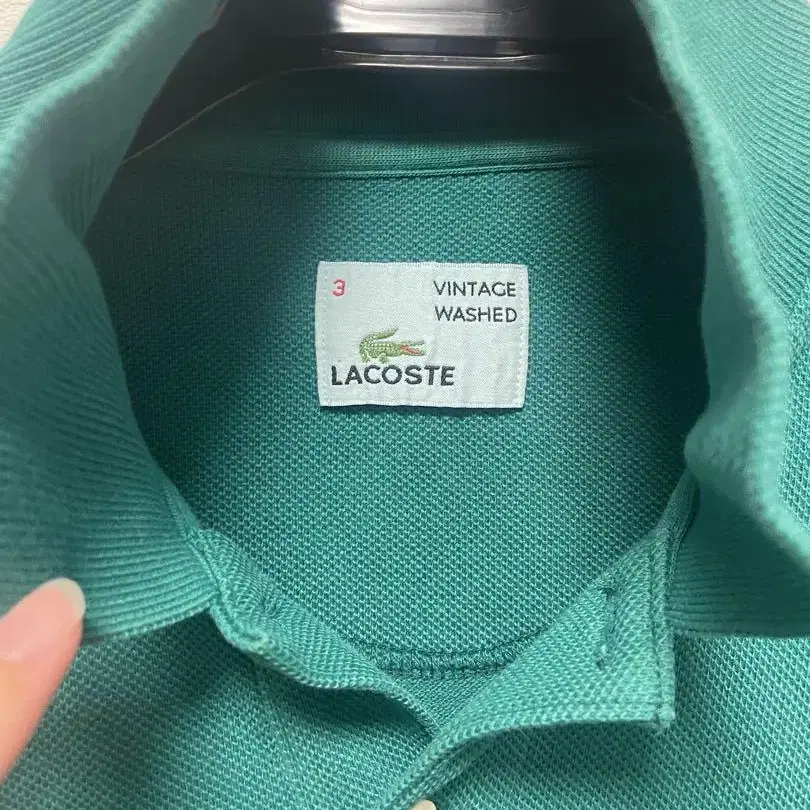 3
VINTAGE
WASHED
LACOSTE